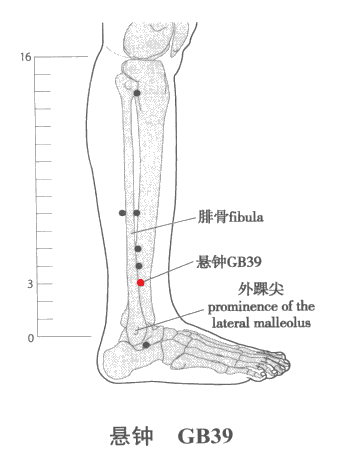 16
腓骨fibula
悬钟GB39
3
外踝尖
prominence of the
lateral malleolus
0
悬钟 GB39